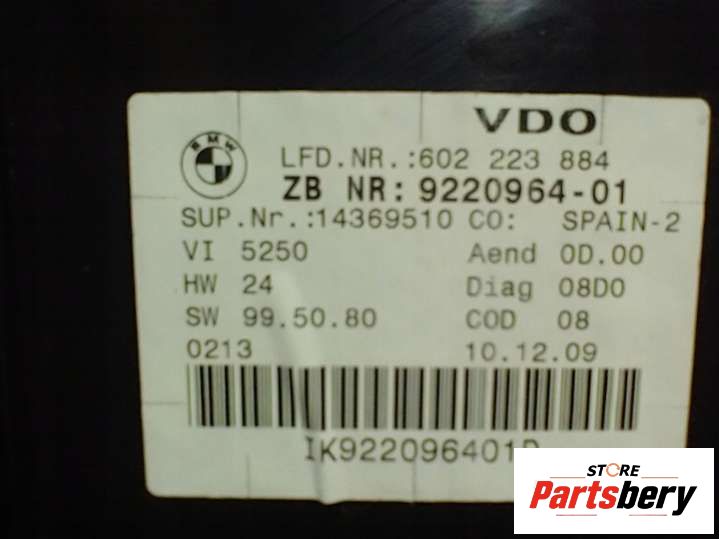 VDO
BMW
LFD.NR.:602 223 884
ZB NR: 9220964-01
SUP.Nr.:14369510 CO: SPAIN-2
VI 5250 Aend 0D.00
HW 24 Diag 08D0
SW 99.50.80 COD 08
0213 10.12.09
IK922096401
STORE
Partsbery